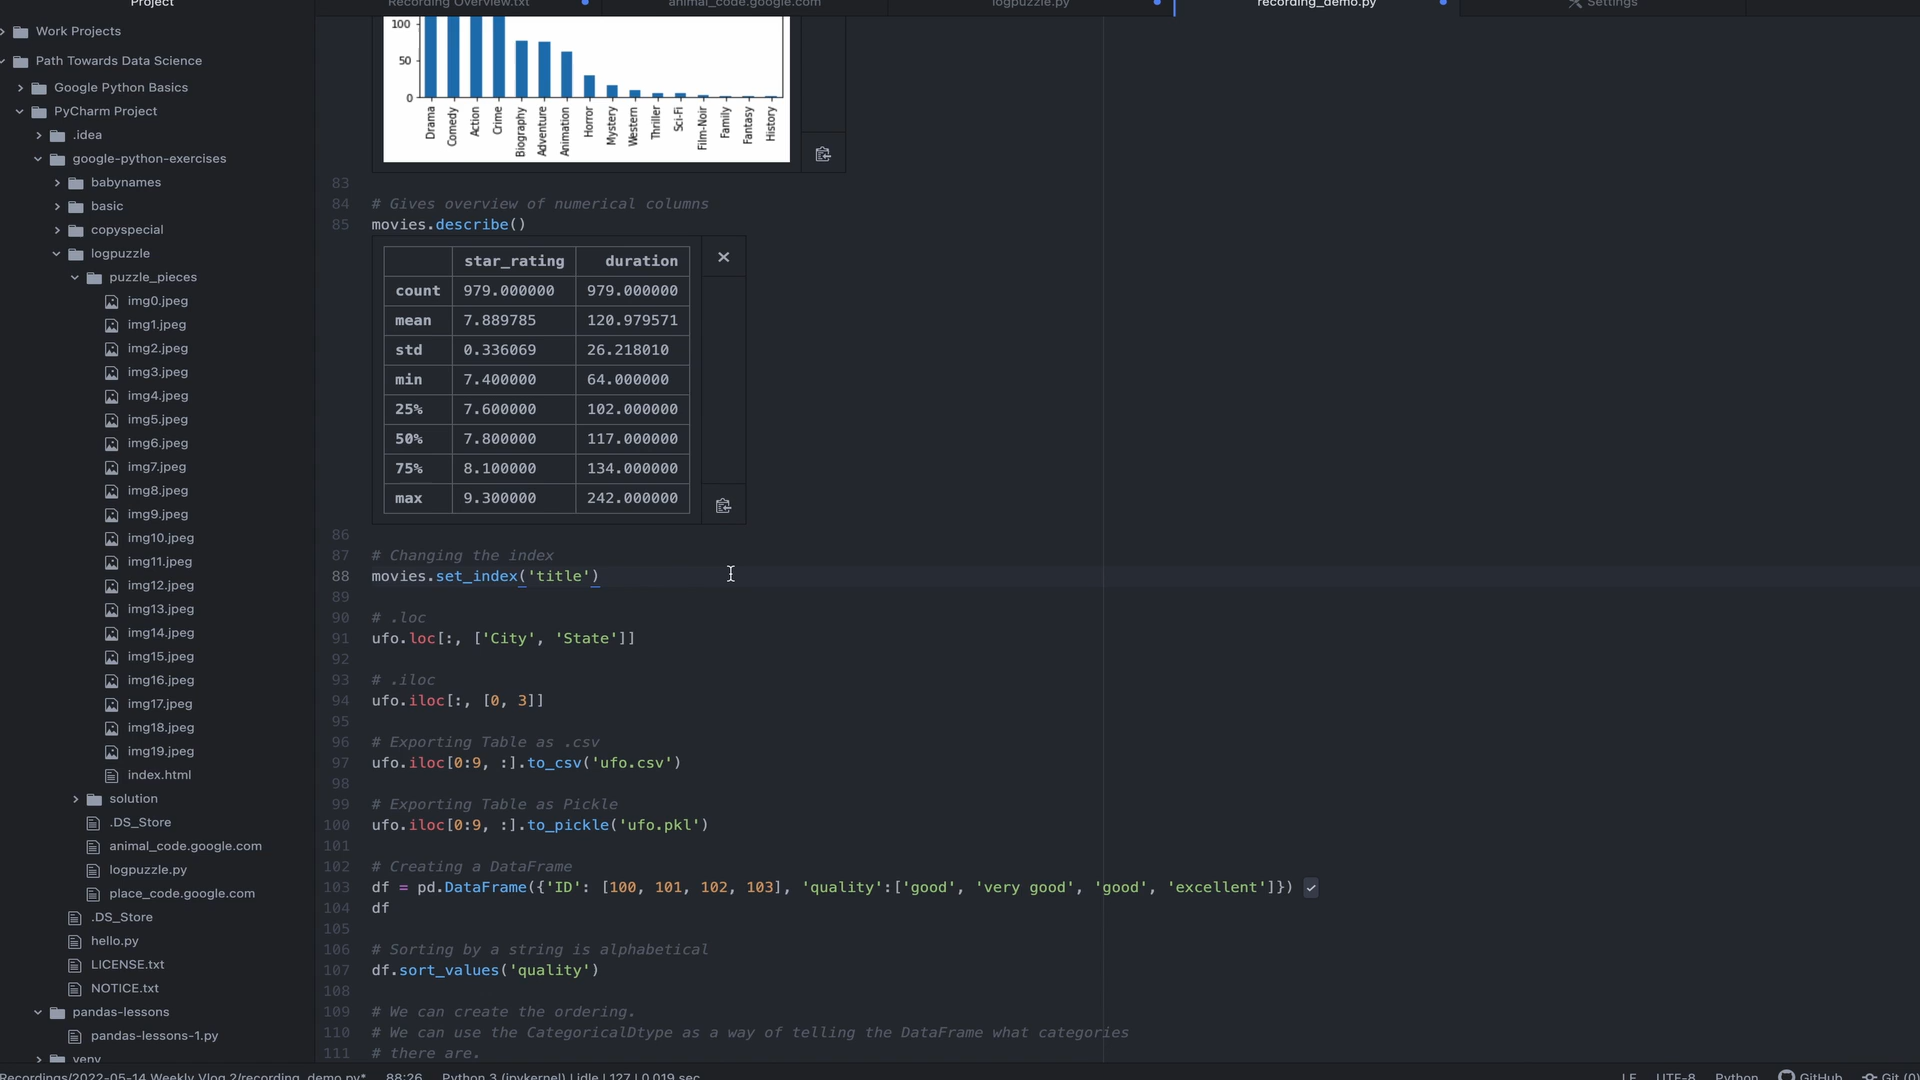 Project
Recording Overview.txt
animal_code.google.com
logpuzzle.py
recording_demo.py
Settings
Work Projects
Path Towards Data Science
Google Python Basics
PyCharm Project
.idea
google-python-exercises
babynames
basic
copyspecial
logpuzzle
puzzle_pieces
img0.jpeg
img1.jpeg
img2.jpeg
img3.jpeg
img4.jpeg
img5.jpeg
img6.jpeg
img7.jpeg
img8.jpeg
img9.jpeg
img10.jpeg
img11.jpeg
img12.jpeg
img13.jpeg
img14.jpeg
img15.jpeg
img16.jpeg
img17.jpeg
img18.jpeg
img19.jpeg
index.html
solution
.DS_Store
animal_code.google.com
logpuzzle.py
place_code.google.com
.DS_Store
hello.py
LICENSE.txt
NOTICE.txt
pandas-lessons
pandas-lessons-1.py
venv
100
50
0
Drama
Comedy
Action
Crime
Biography
Adventure
Animation
Horror
Mystery
Western
Thriller
Sci-Fi
Film-Noir
Family
Fantasy
History
83
84 # Gives overview of numerical columns
85 movies.describe()
star_rating duration
count 979.000000 979.000000
mean 7.889785 120.979571
std 0.336069 26.218010
min 7.400000 64.000000
25% 7.600000 102.000000
50% 7.800000 117.000000
75% 8.100000 134.000000
max 9.300000 242.000000
86
87 # Changing the index
88 movies.set_index('title')
89
90 # .loc
91 ufo.loc[:, ['City', 'State']]
92
93 # .iloc
94 ufo.iloc[:, [0, 3]]
95
96 # Exporting Table as .csv
97 ufo.iloc[0:9, :].to_csv('ufo.csv')
98
99 # Exporting Table as Pickle
100 ufo.iloc[0:9, :].to_pickle('ufo.pkl')
101
102 # Creating a DataFrame
103 df = pd.DataFrame({'ID': [100, 101, 102, 103], 'quality':['good', 'very good', 'good', 'excellent']})
104 df
105
106 # Sorting by a string is alphabetical
107 df.sort_values('quality')
108
109 # We can create the ordering.
110 # We can use the CategoricalDtype as a way of telling the DataFrame what categories
111 # there are.
Recordings/2022-05-14 Weekly Vlog 2/recording_demo.py* 88:26 Python 3 (ipykernel) | idle | 127 | 0.019 sec
LF UTF-8 Python GitHub Git (0)